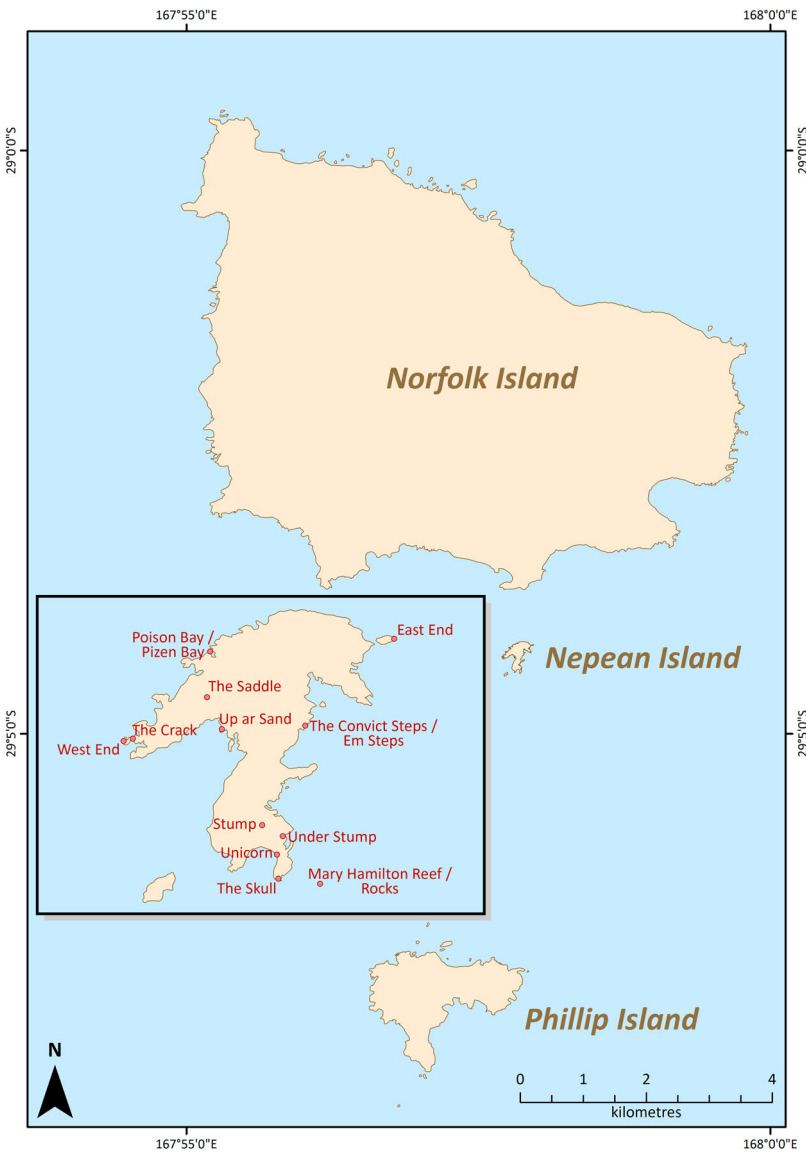 167°55'0"E
168°0'0"E
29°0'0"S
29°0'0"S
Norfolk Island
Poison Bay /
Pizen Bay
East End
Nepean Island
The Saddle
Up ar Sand
The Crack
The Convict Steps /
Em Steps
West End
29°5'0"S
29°5'0"S
Stump
Under Stump
Unicorn
Mary Hamilton Reef /
Rocks
The Skull
Phillip Island
N
0 1 2 4
kilometres
167°55'0"E
168°0'0"E